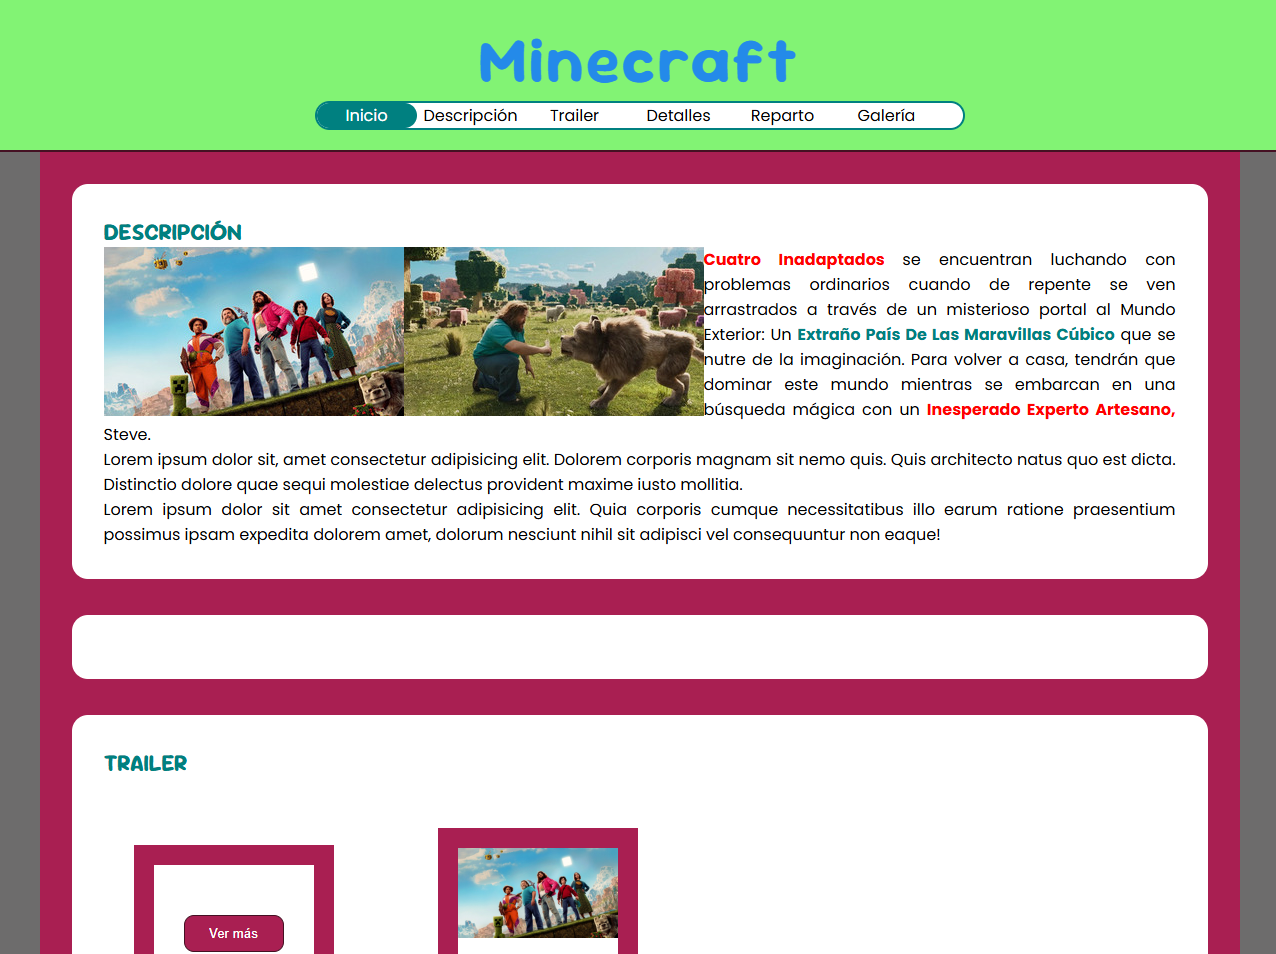 Minecraft
Inicio Descripción Trailer Detalles Reparto Galería
DESCRIPCIÓN
Cuatro Inadaptados se encuentran luchando con
problemas ordinarios cuando de repente se ven
arrastrados a través de un misterioso portal al Mundo
Exterior: Un Extraño País De Las Maravillas Cúbico que se
nutre de la imaginación. Para volver a casa, tendrán que
dominar este mundo mientras se embarcan en una
búsqueda mágica con un Inesperado Experto Artesano,
Steve.
Lorem ipsum dolor sit, amet consectetur adipisicing elit. Dolorem corporis magnam sit nemo quis. Quis architecto natus quo est dicta.
Distinctio dolore quae sequi molestiae delectus provident maxime iusto mollitia.
Lorem ipsum dolor sit amet consectetur adipisicing elit. Quia corporis cumque necessitatibus illo earum ratione praesentium
possimus ipsam expedita dolorem amet, dolorum nesciunt nihil sit adipisci vel consequuntur non eaque!
TRAILER
Ver más